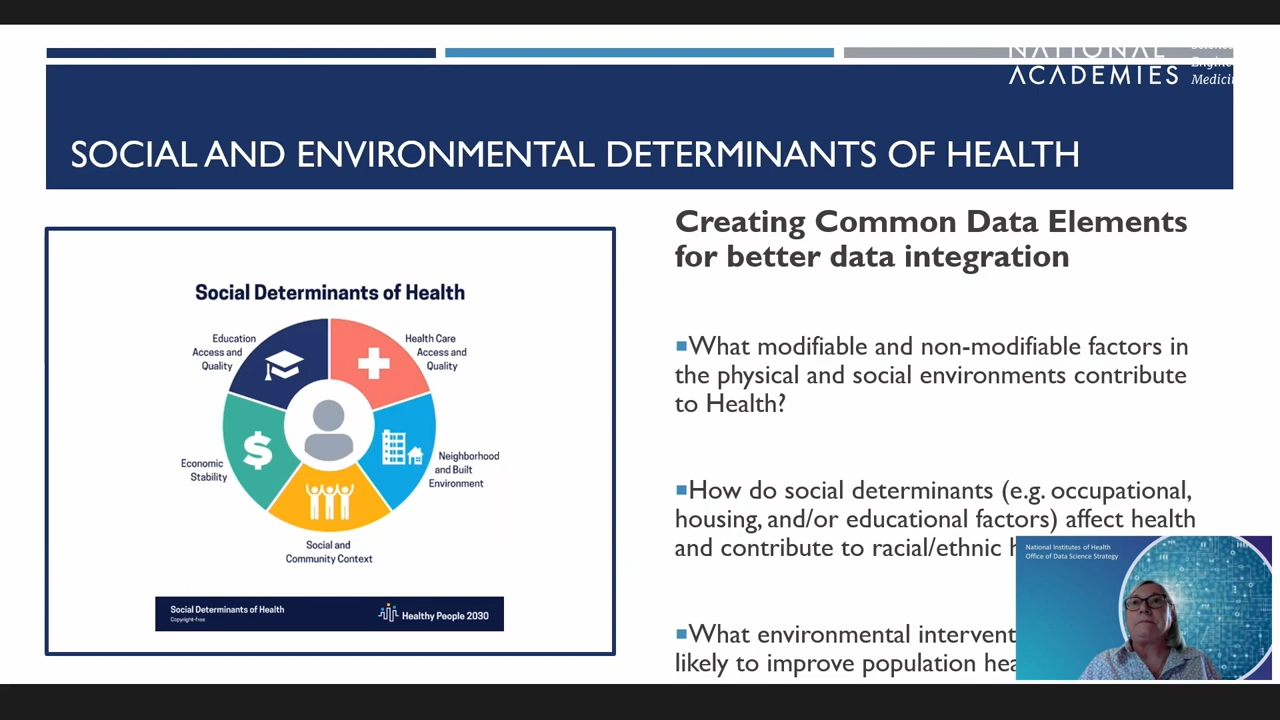 NATIONAL
ACADEMIES
SOCIAL AND ENVIRONMENTAL DETERMINANTS OF HEALTH
Social Determinants of Health
Education
Access and
Quality
Health Care
Access and
Quality
Economic
Stability
Neighborhood
and Built
Environment
Social and
Community Context
Social Determinants of Health
Copyright-free
Healthy People 2030
Creating Common Data Elements
for better data integration
What modifiable and non-modifiable factors in
the physical and social environments contribute
to Health?
How do social determinants (e.g. occupational,
housing, and/or educational factors) affect health
and contribute to racial/ethnic
What environmental
likely to improve population
National Institutes of Health
Office of Data Science Strategy